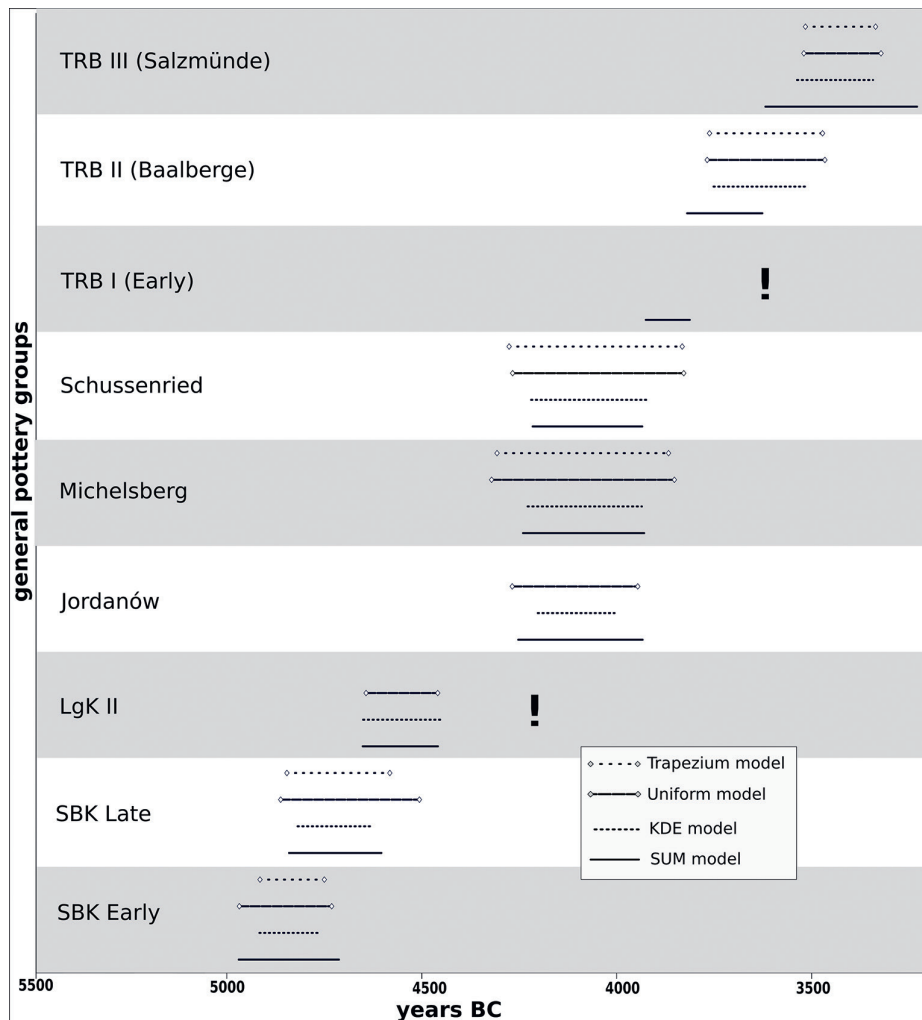 TRB III (Salzmünde)
TRB II (Baalberge)
TRB I (Early)
!
Schussenried
Michelsberg
Jordanów
LgK II
!
SBK Late
SBK Early
general pottery groups
Trapezium model
Uniform model
KDE model
SUM model
5500 5000 4500 4000 3500
years BC